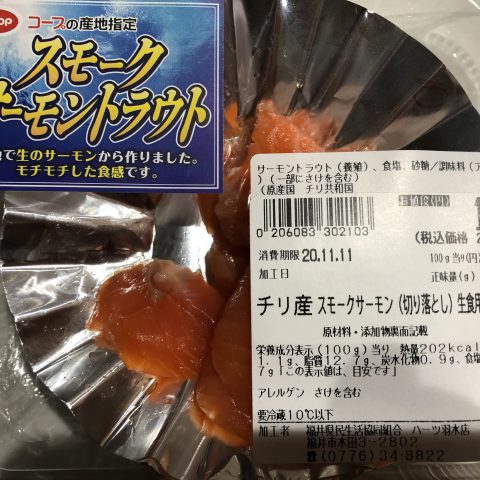 コープの産地指定
スモーク
サーモントラウト
で生のサーモンから作りました。
モチモチした食感です。
サーモントラウト(養殖)、食塩、砂糖/調味料(ア
)(一部にさけを含む)
(原産国 チリ共和国
0 206083 302103
お値段(円)
(税込価格
消費期限 20.11.11
100g当り(円)
加工日
正味量(g)
チリ産 スモークサーモン(切り落とし)生食用
原材料・添加物裏面記載
栄養成分表示(100g)当り 熱量202kcal
1.1g、脂質12.7g、炭水化物0.9g、食塩
7g「この表示値は、目安です」
アレルゲン さけを含む
要冷蔵10℃以下
加工者 福井県民生活協同組合 ハーツ羽水店
福井市木田3-2802
☎(0776)34-8822